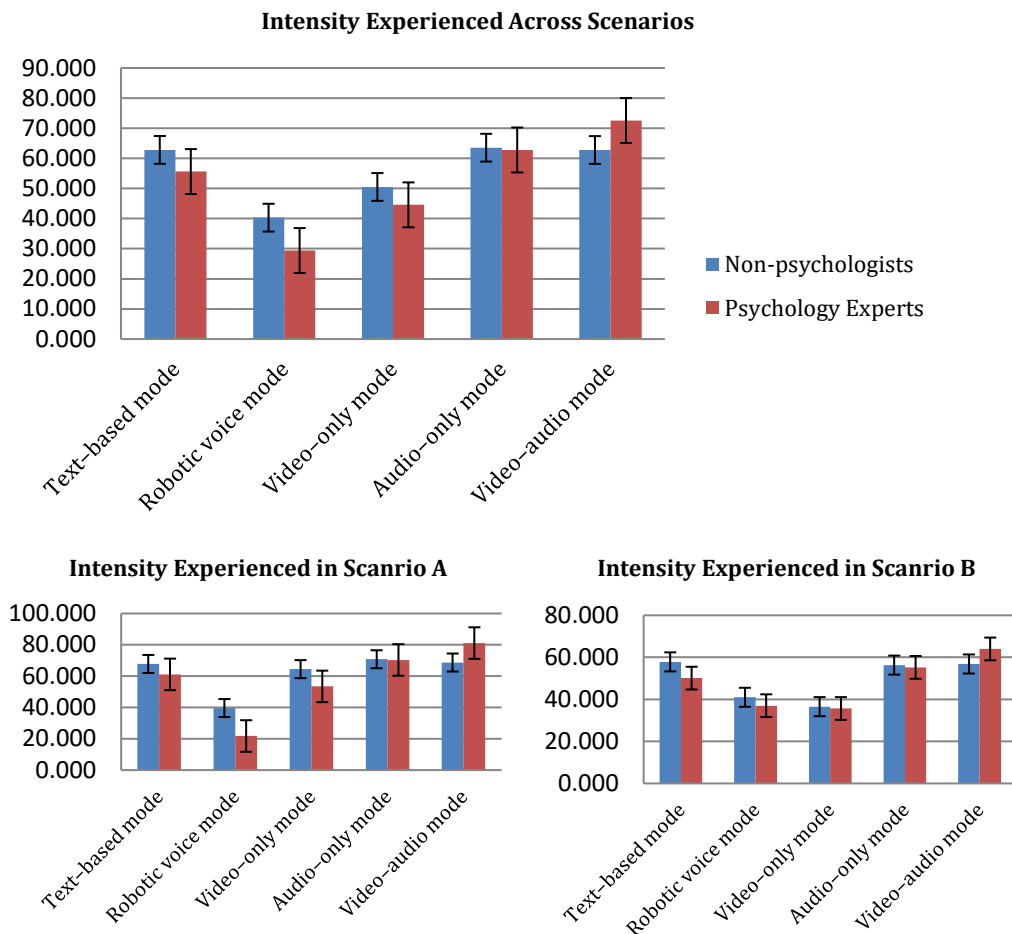 Intensity Experienced Across Scenarios
90.000
80.000
70.000
60.000
50.000
40.000
30.000
20.000
10.000
0.000
Text−based mode
Robotic voice mode
Video−only mode
Audio−only mode
Video−audio mode
Non-psychologists
Psychology Experts
Intensity Experienced in Scanrio A
100.000
80.000
60.000
40.000
20.000
0.000
Text−based mode
Robotic voice mode
Video−only mode
Audio−only mode
Video−audio mode
Intensity Experienced in Scanrio B
80.000
60.000
40.000
20.000
0.000
Text−based mode
Robotic voice mode
Video−only mode
Audio−only mode
Video−audio mode